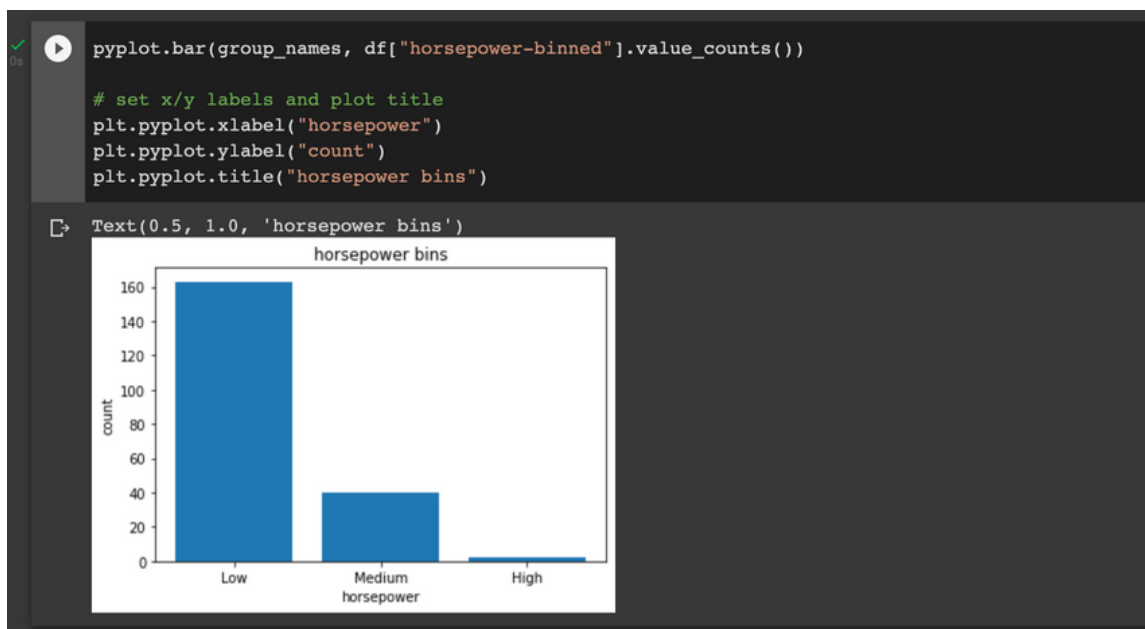 pyplot.bar(group_names, df["horsepower-binned"].value_counts())
0s
# set x/y labels and plot title
plt.pyplot.xlabel("horsepower")
plt.pyplot.ylabel("count")
plt.pyplot.title("horsepower bins")
Text(0.5, 1.0, 'horsepower bins')
horsepower bins
160
140
120
100
80
60
40
20
0
count
Low Medium High
horsepower